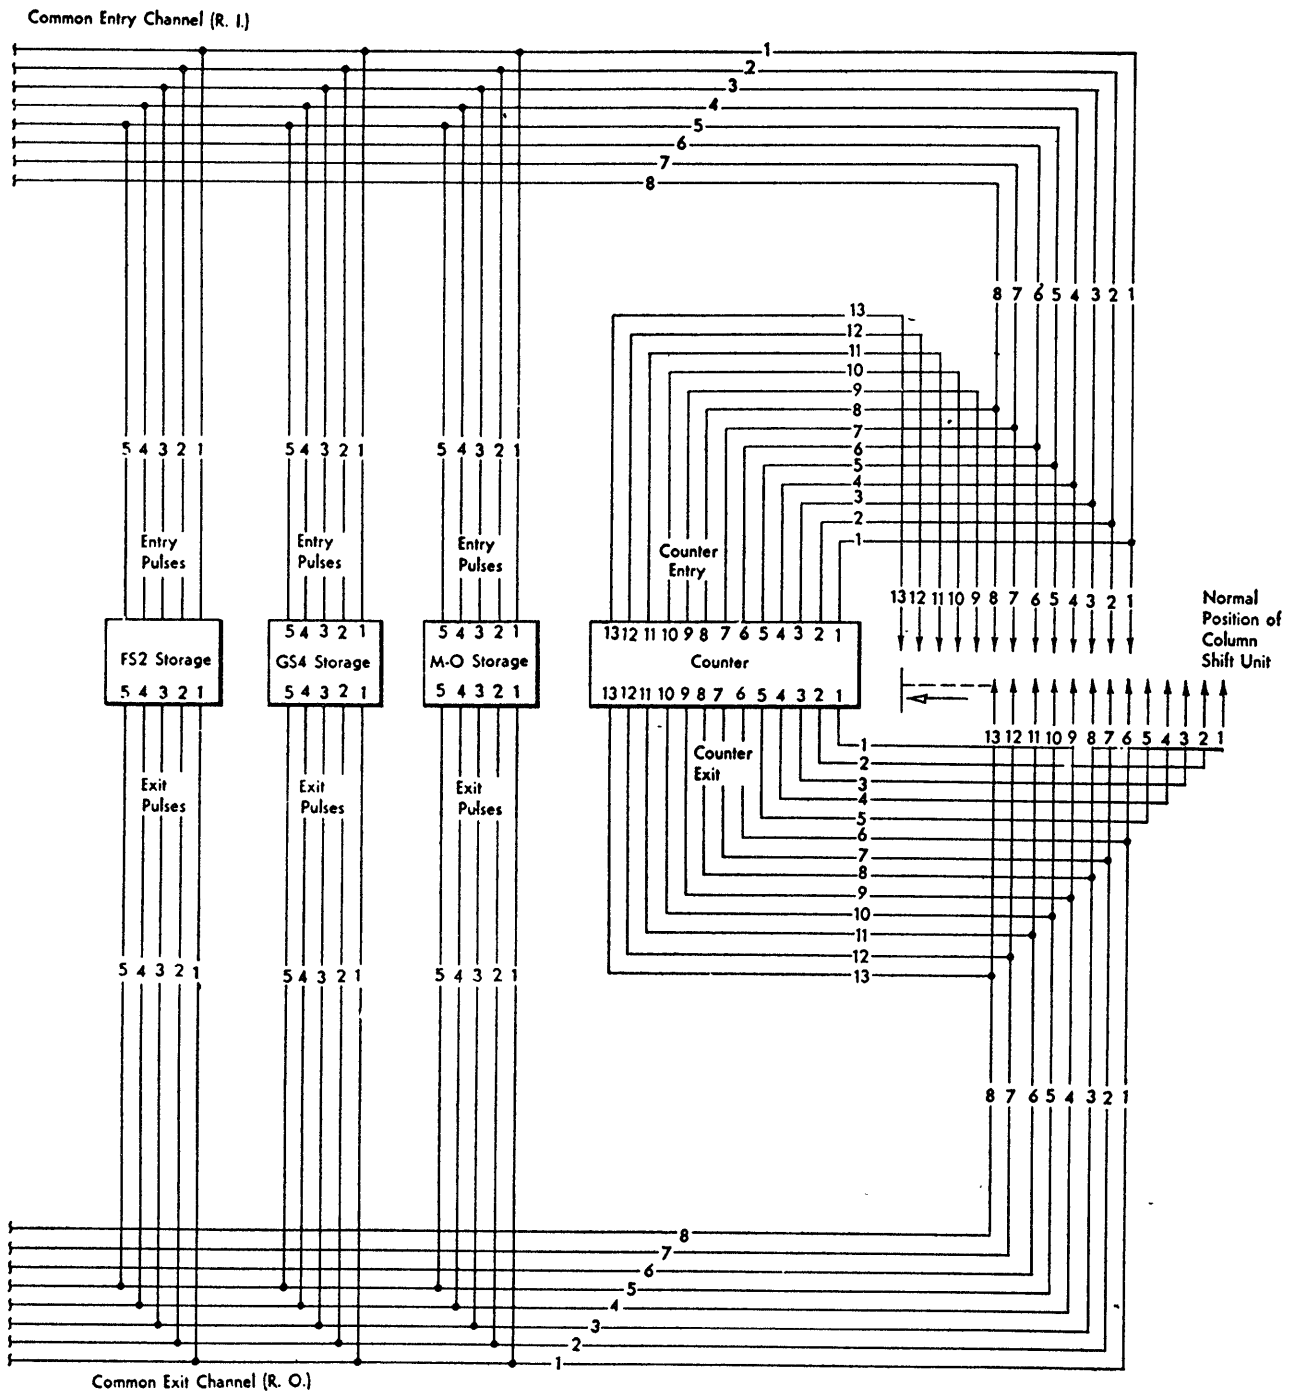 Common Entry Channel (R. I.)
1
2
3
4
5
6
7
8
8 7 6 5 4 3 2 1
13
12
11
10
9
8
7
6
5
4
3
2
1
5 4 3 2 1
5 4 3 2 1
5 4 3 2 1
Entry
Pulses
Entry
Pulses
Entry
Pulses
Counter
Entry
13 12 11 10 9 8 7 6 5 4 3 2 1
Normal
Position of
Column
Shift Unit
5 4 3 2 1
FS2 Storage
5 4 3 2 1
5 4 3 2 1
GS4 Storage
5 4 3 2 1
5 4 3 2 1
M-O Storage
5 4 3 2 1
13 12 11 10 9 8 7 6 5 4 3 2 1
Counter
13 12 11 10 9 8 7 6 5 4 3 2 1
13 12 11 10 9 8 7 6 5 4 3 2 1
Exit
Pulses
Exit
Pulses
Exit
Pulses
Counter
Exit
1
2
3
4
5
6
7
8
9
10
11
12
13
5 4 3 2 1
5 4 3 2 1
5 4 3 2 1
8 7 6 5 4 3 2 1
8
7
6
5
4
3
2
1
Common Exit Channel (R. O.)